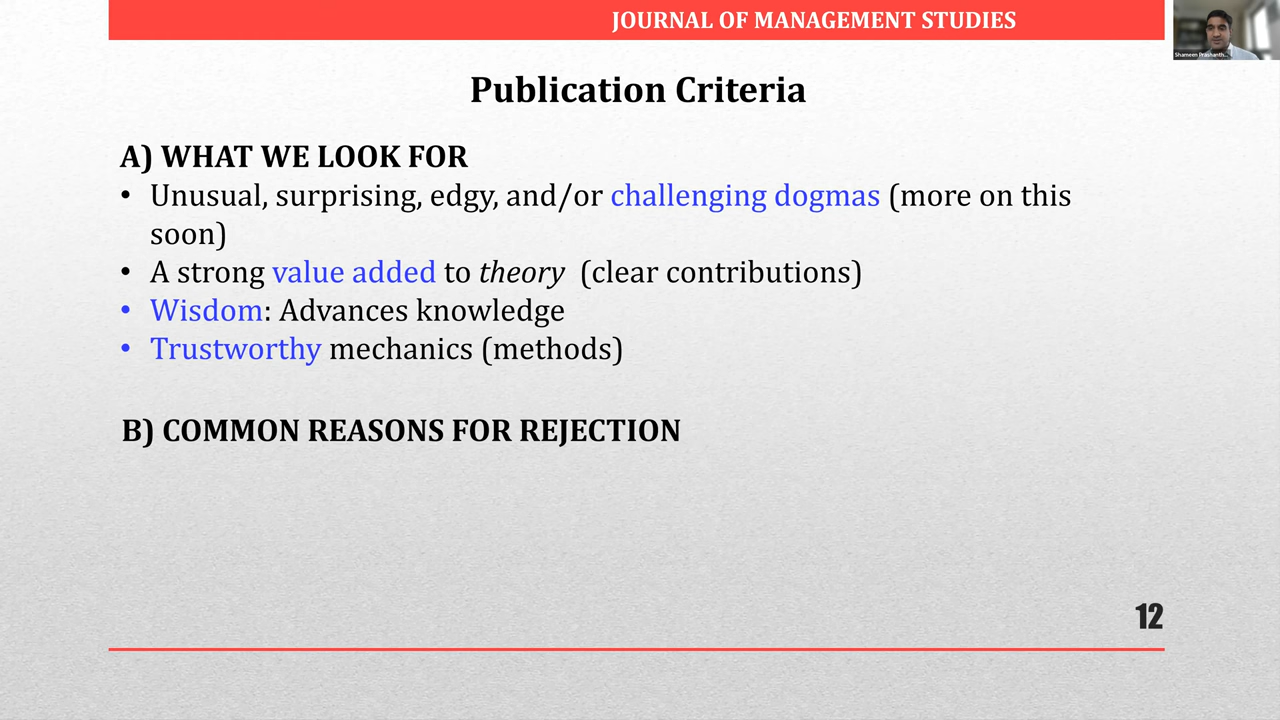 JOURNAL OF MANAGEMENT STUDIES
Shameen Prashanth...
Publication Criteria
A) WHAT WE LOOK FOR
• Unusual, surprising, edgy, and/or challenging dogmas (more on this
soon)
• A strong value added to theory (clear contributions)
• Wisdom: Advances knowledge
• Trustworthy mechanics (methods)
B) COMMON REASONS FOR REJECTION
12